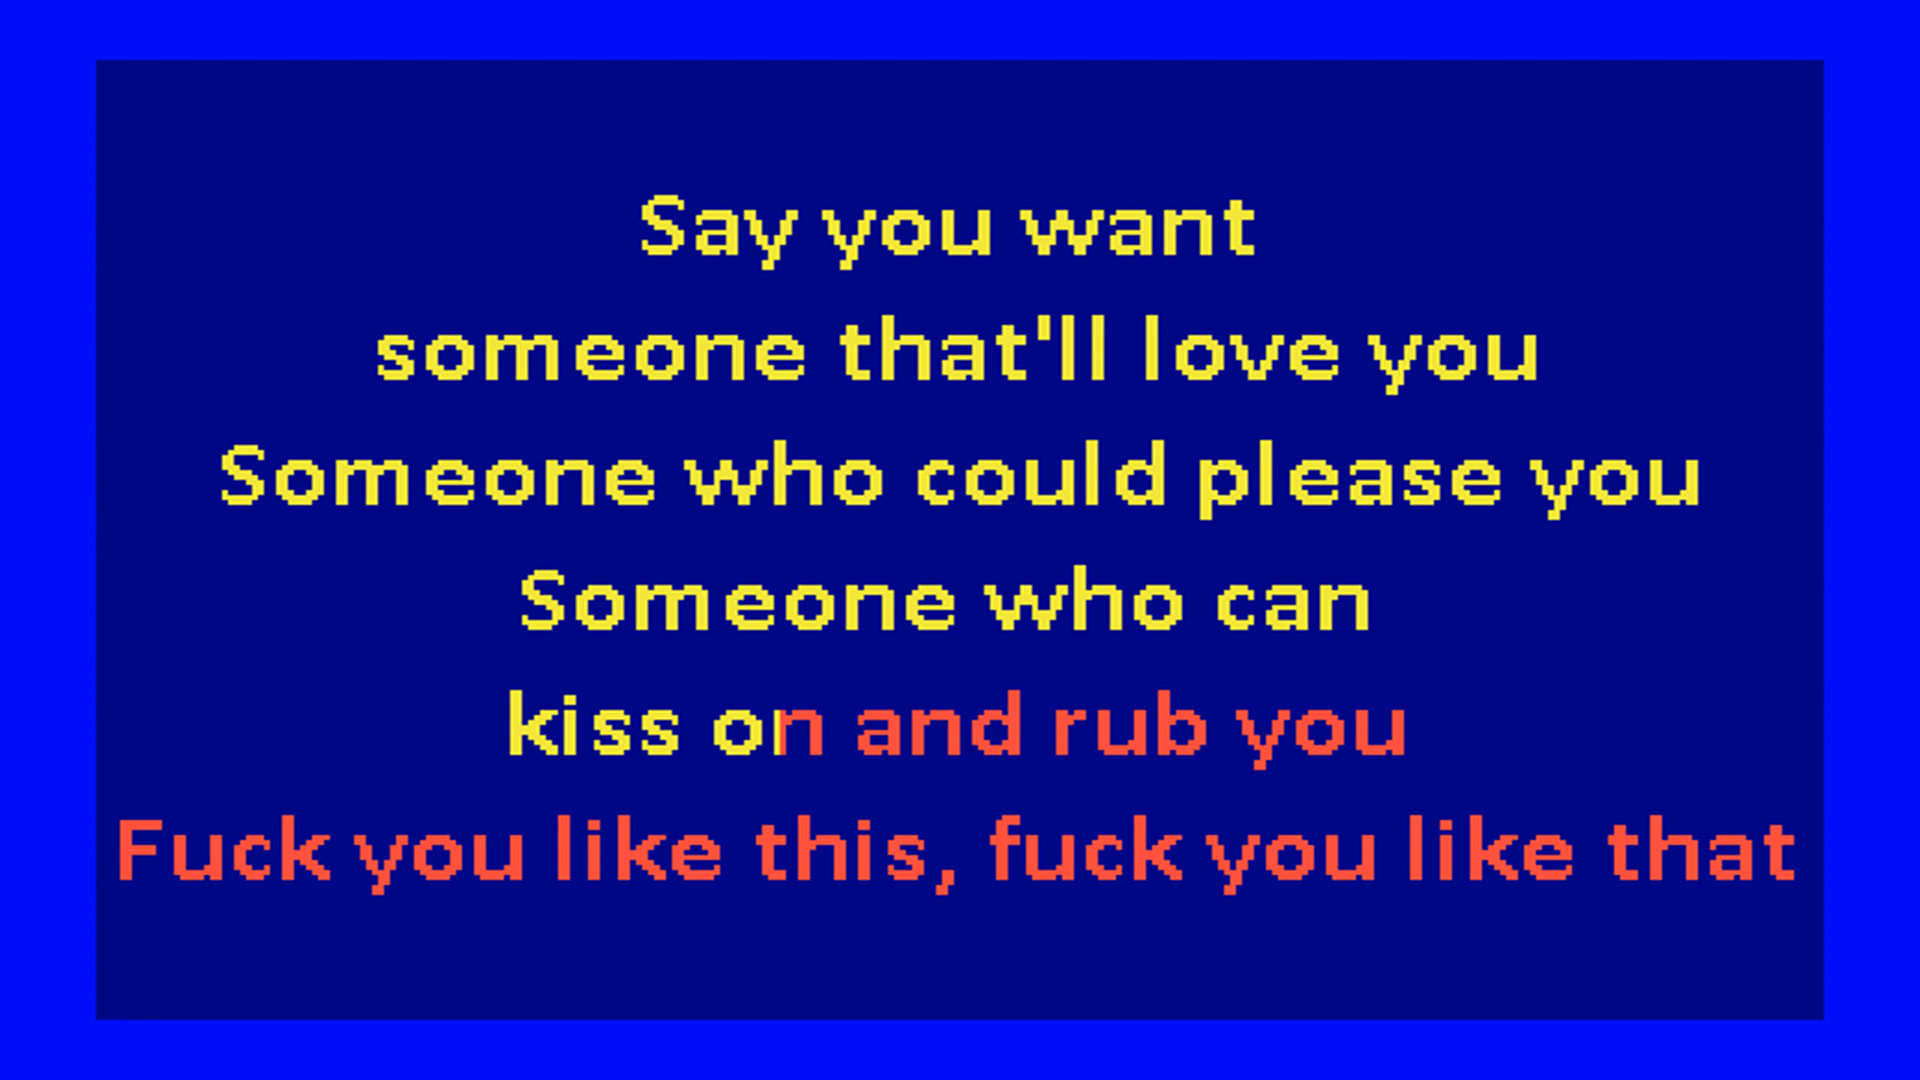 Say you want
someone that'll love you
Someone who could please you
Someone who can
kiss on and rub you
Fuck you like this, fuck you like that